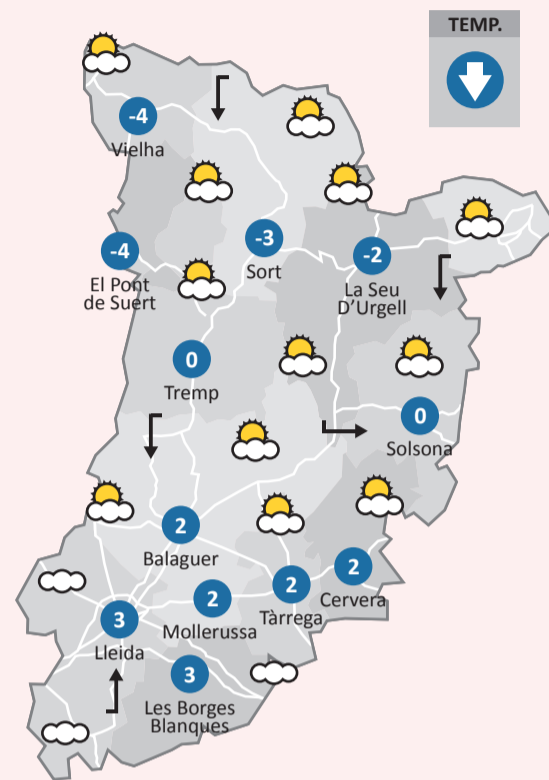 TEMP.
-4
Vielha
-4
El Pont
de Suert
-3
Sort
-2
La Seu
D'Urgell
0
Tremp
0
Solsona
2
Balaguer
2
Mollerussa
2
Tàrrega
2
Cervera
3
Lleida
3
Les Borges
Blanques